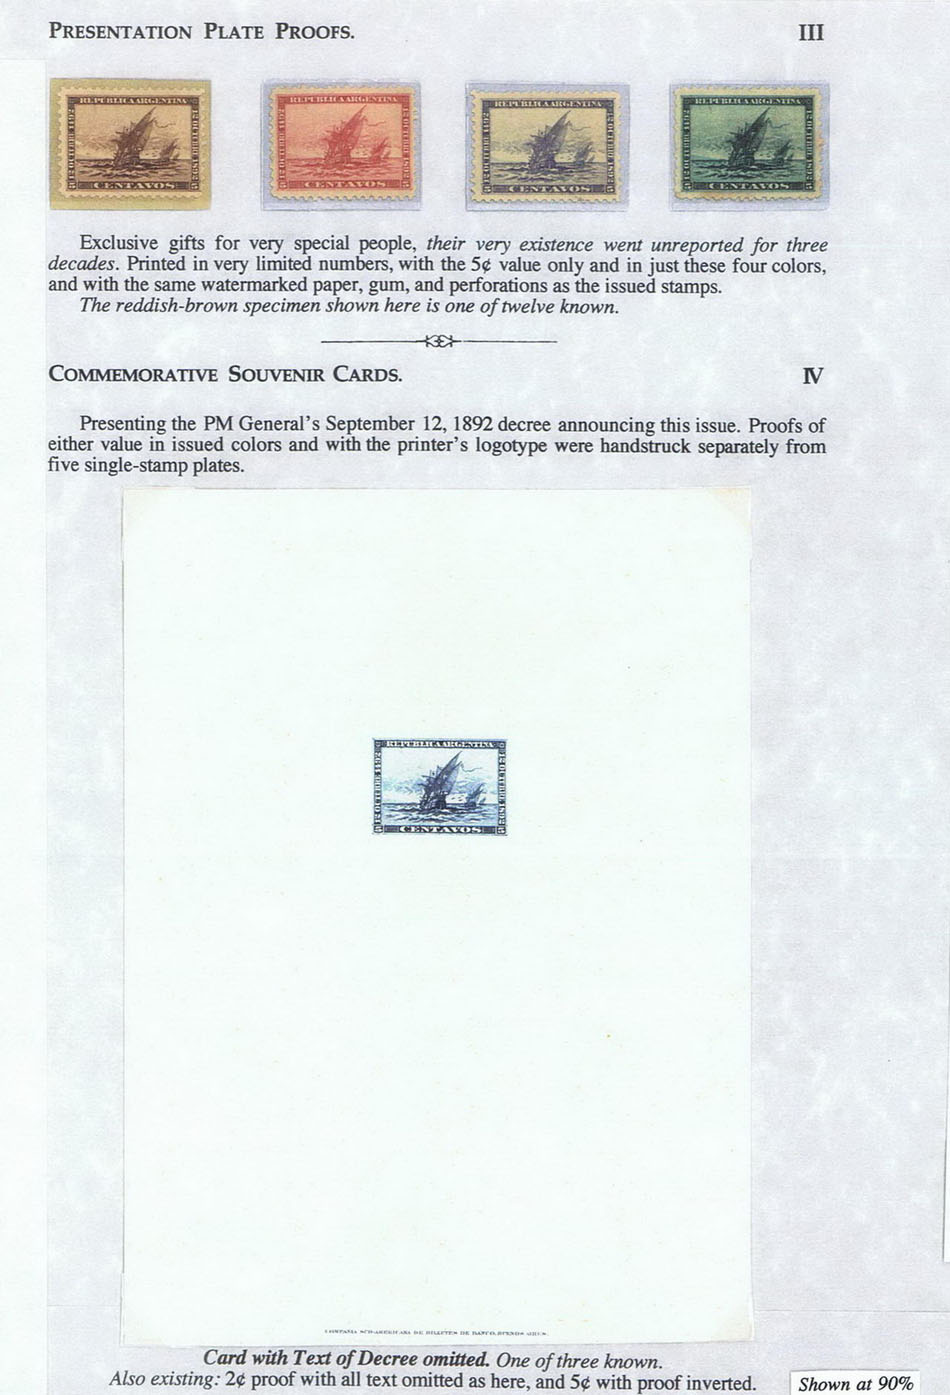 PRESENTATION PLATE PROOFS. III
REPUBLICA ARGENTINA
12 OCTUBRE 1492
12 OCTUBRE 1892
5 CENTAVOS 5
REPUBLICA ARGENTINA
12 OCTUBRE 1492
12 OCTUBRE 1892
5 CENTAVOS 5
REPUBLICA ARGENTINA
12 OCTUBRE 1492
12 OCTUBRE 1892
5 CENTAVOS 5
REPUBLICA ARGENTINA
12 OCTUBRE 1492
12 OCTUBRE 1892
5 CENTAVOS 5
Exclusive gifts for very special people, their very existence went unreported for three
decades. Printed in very limited numbers, with the 5¢ value only and in just these four colors,
and with the same watermarked paper, gum, and perforations as the issued stamps.
The reddish-brown specimen shown here is one of twelve known.
COMMEMORATIVE SOUVENIR CARDS. IV
Presenting the PM General's September 12, 1892 decree announcing this issue. Proofs of
either value in issued colors and with the printer's logotype were handstruck separately from
five single-stamp plates.
REPUBLICA ARGENTINA
12 OCTUBRE 1492
12 OCTUBRE 1892
5 CENTAVOS 5
COMPAÑIA SUD-AMERICANA DE BILLETES DE BANCO, BUENOS AIRES.
Card with Text of Decree omitted. One of three known.
Also existing: 2¢ proof with all text omitted as here, and 5¢ with proof inverted.
Shown at 90%